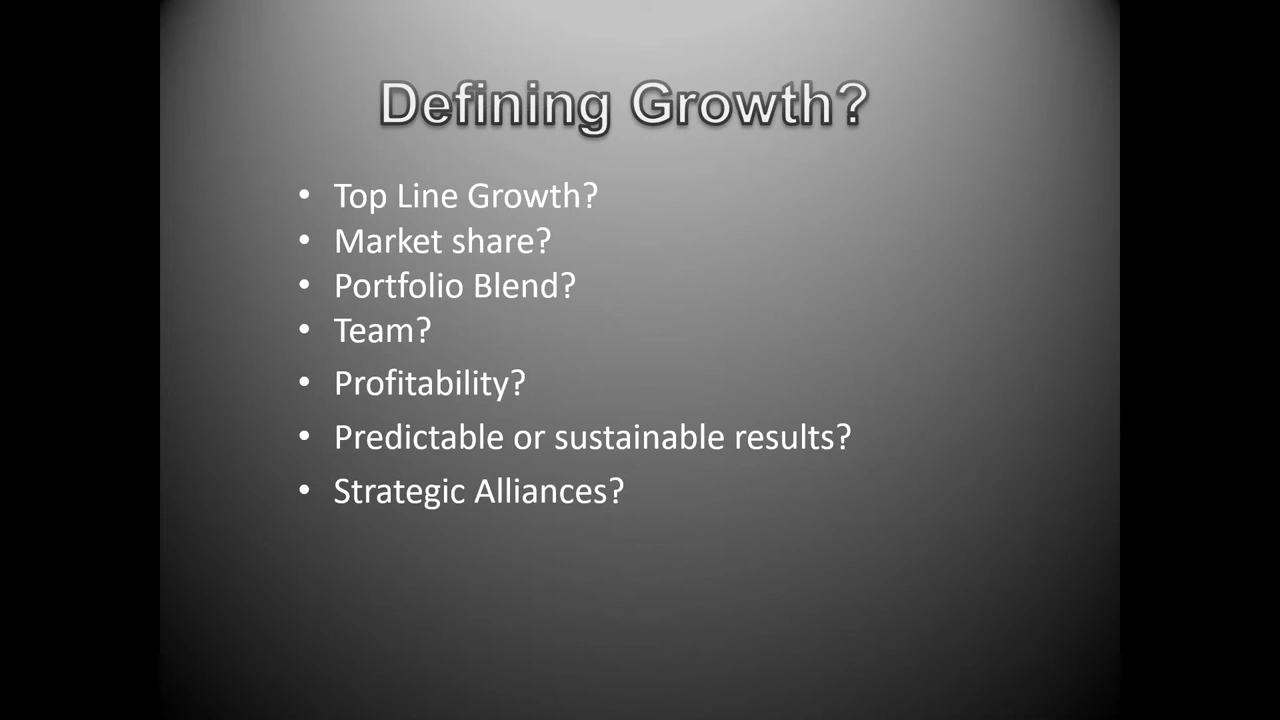 Defining Growth?
• Top Line Growth?
• Market share?
• Portfolio Blend?
• Team?
• Profitability?
• Predictable or sustainable results?
• Strategic Alliances?